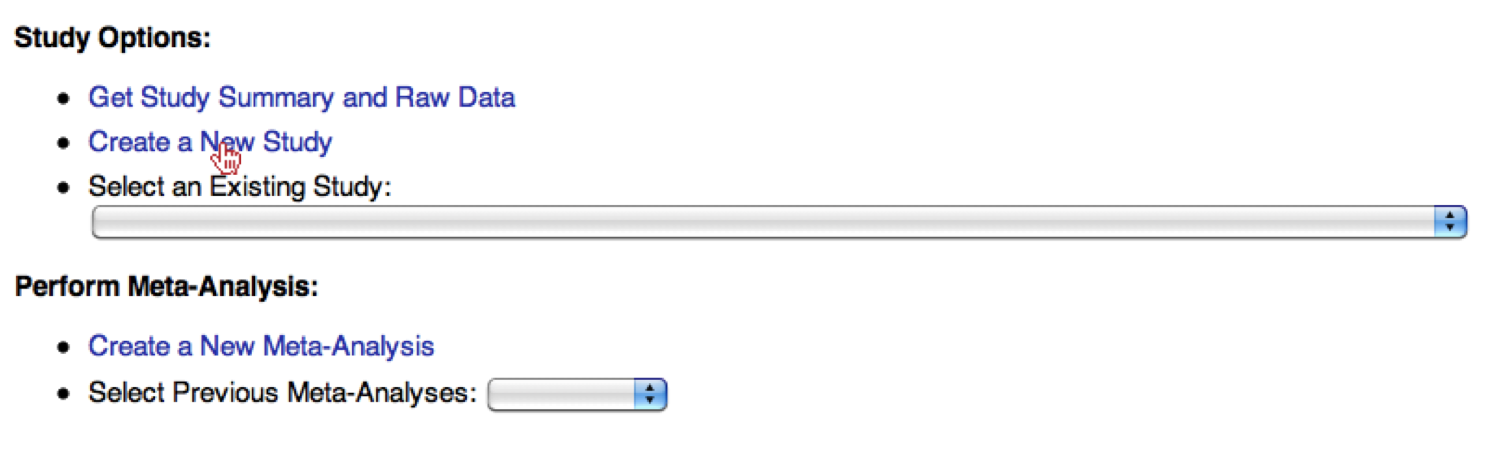 Study Options:
Get Study Summary and Raw Data
Create a New Study
Select an Existing Study:
Perform Meta-Analysis:
Create a New Meta-Analysis
Select Previous Meta-Analyses: